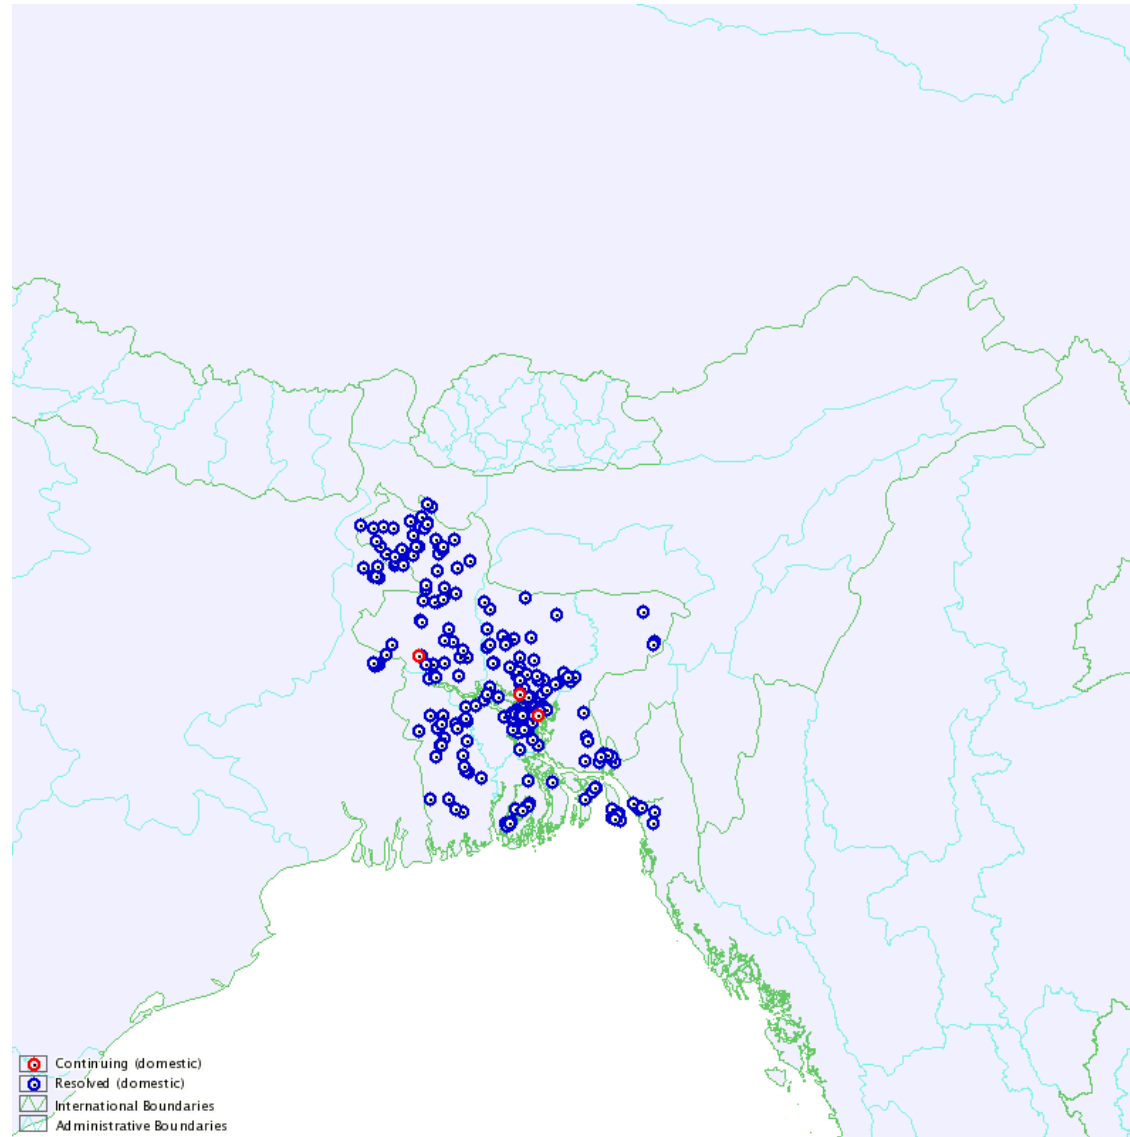 Continuing (domestic)
Resolved (domestic)
International Boundaries
Administrative Boundaries